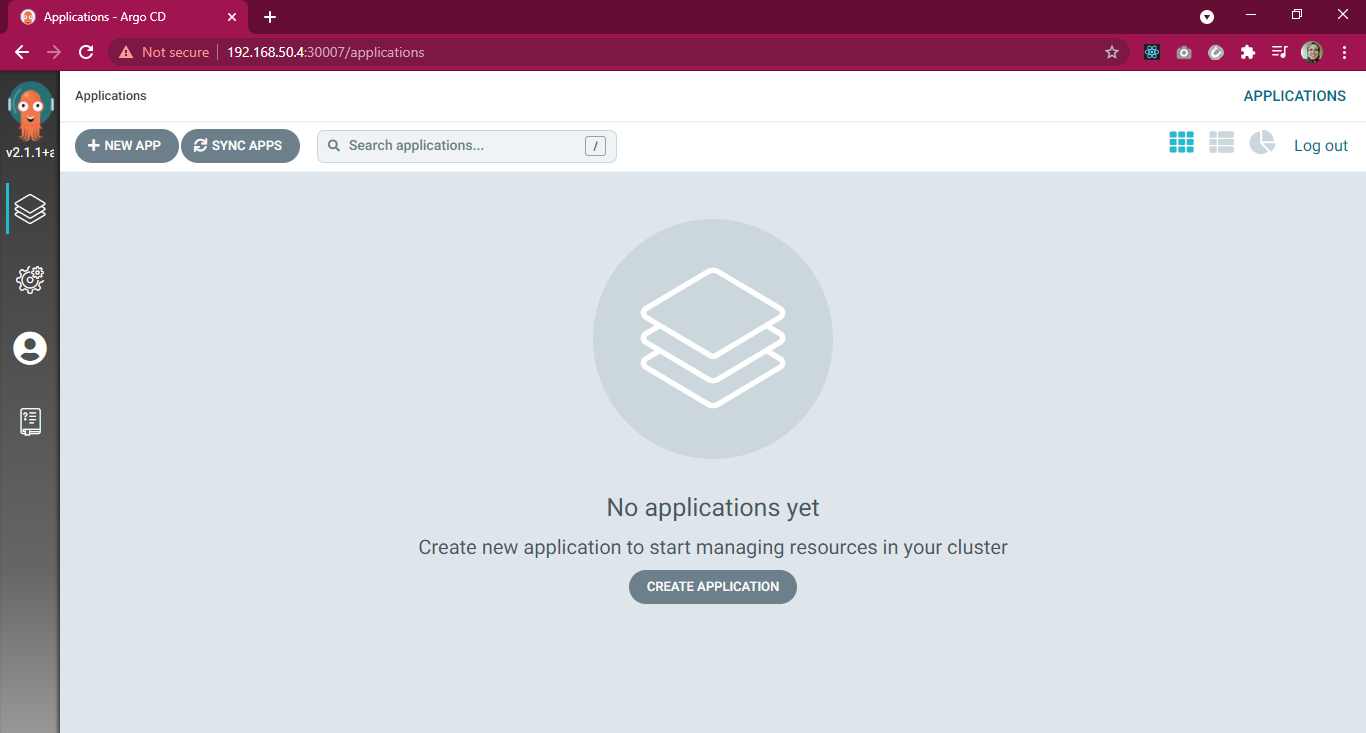 Applications - Argo CD
Not secure 192.168.50.4:30007/applications
Applications
APPLICATIONS
v2.1.1+a
NEW APP
SYNC APPS
Search applications...
/
Log out
No applications yet
Create new application to start managing resources in your cluster
CREATE APPLICATION